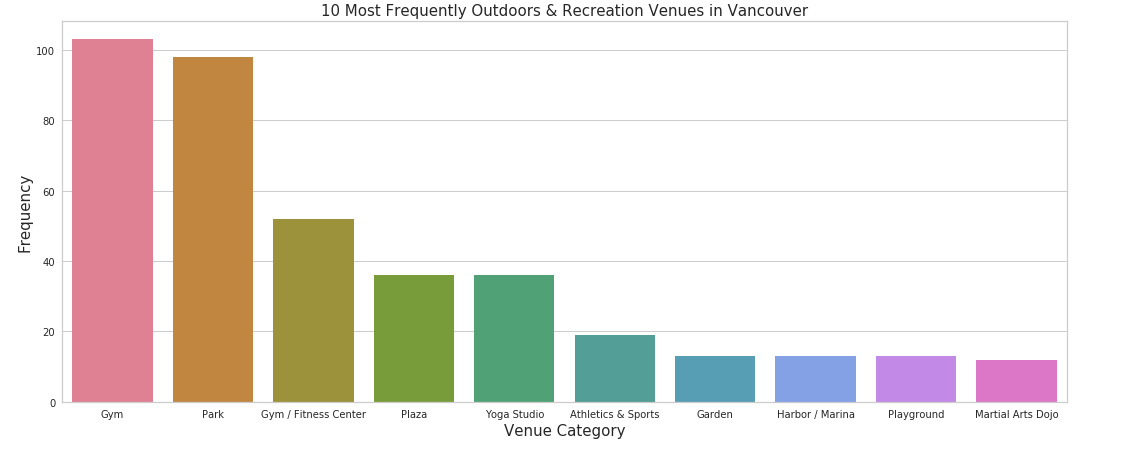 10 Most Frequently Outdoors & Recreation Venues in Vancouver
100
80
60
40
20
0
Frequency
Gym Park Gym / Fitness Center Plaza Yoga Studio Athletics & Sports Garden Harbor / Marina Playground Martial Arts Dojo
Venue Category